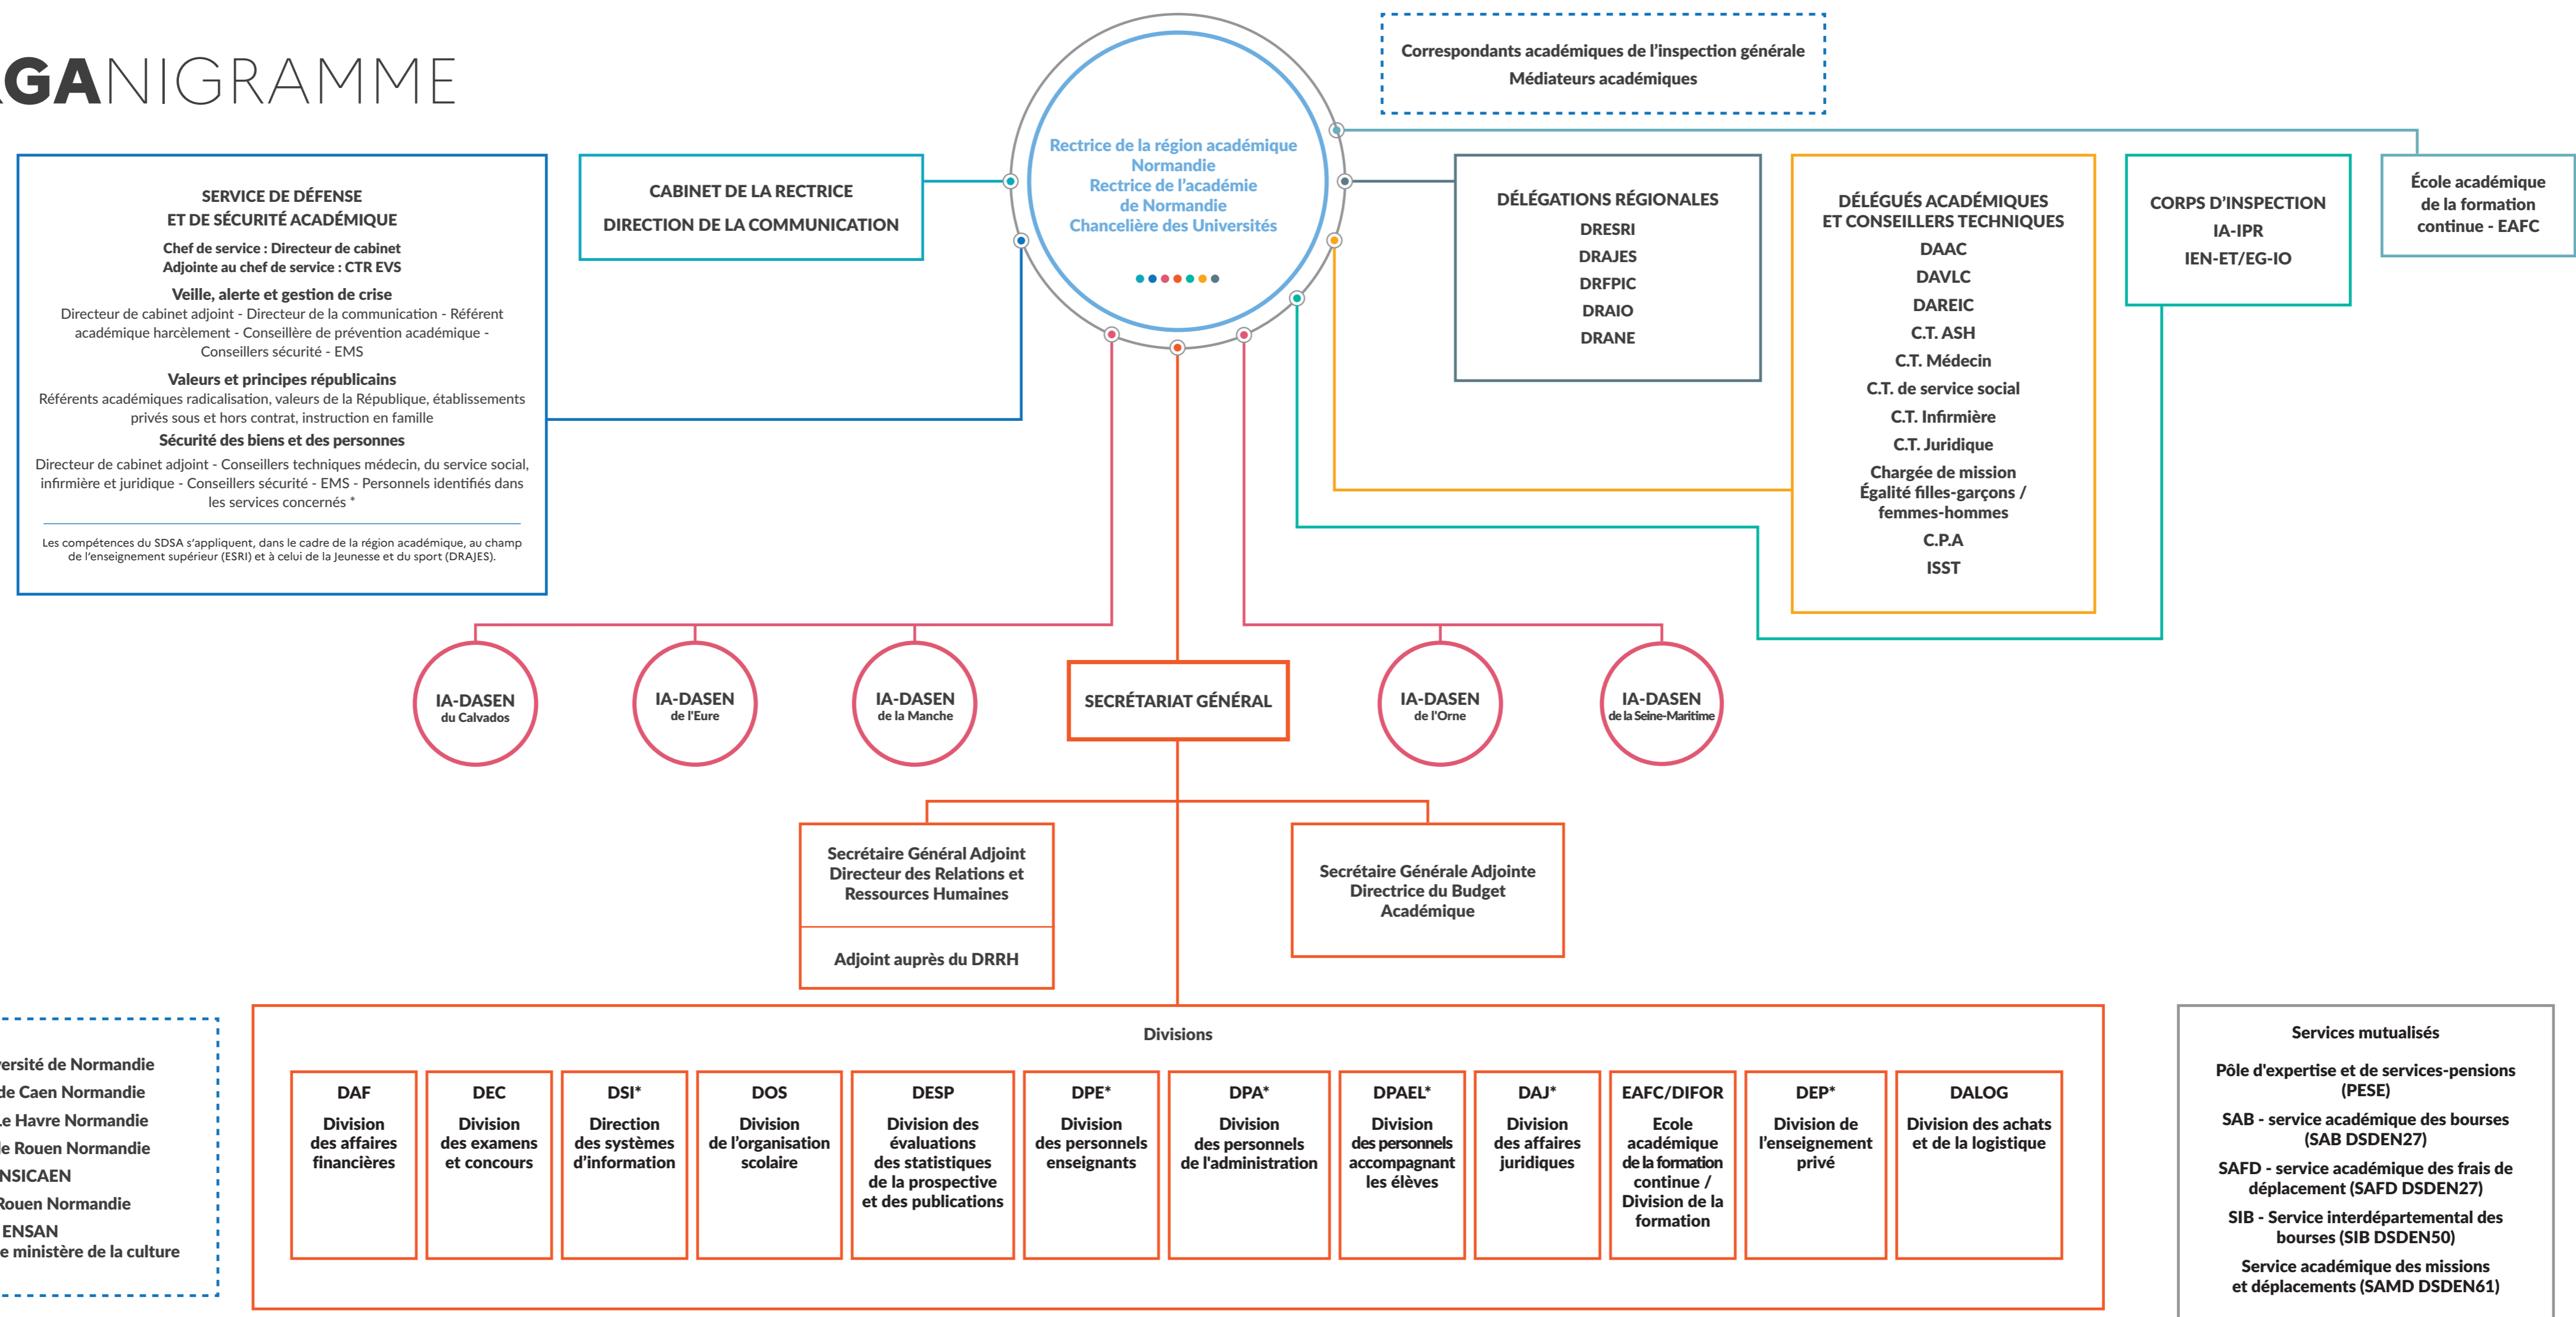 GANIGRAMME
Correspondants académiques de l'inspection générale
Médiateurs académiques
Rectrice de la région académique
Normandie
Rectrice de l'académie
de Normandie
Chancelière des Universités
SERVICE DE DÉFENSE
ET DE SÉCURITÉ ACADÉMIQUE
Chef de service : Directeur de cabinet
Adjointe au chef de service : CTR EVS
Veille, alerte et gestion de crise
Directeur de cabinet adjoint - Directeur de la communication - Référent
académique harcèlement - Conseillère de prévention académique -
Conseillers sécurité - EMS
Valeurs et principes républicains
Référents académiques radicalisation, valeurs de la République, établissements
privés sous et hors contrat, instruction en famille
Sécurité des biens et des personnes
Directeur de cabinet adjoint - Conseillers techniques médecin, du service social,
infirmière et juridique - Conseillers sécurité - EMS - Personnels identifiés dans
les services concernés *
Les compétences du SDSA s'appliquent, dans le cadre de la région académique, au champ
de l'enseignement supérieur (ESRI) et à celui de la Jeunesse et du sport (DRAJES).
CABINET DE LA RECTRICE
DIRECTION DE LA COMMUNICATION
DÉLÉGATIONS RÉGIONALES
DRESRI
DRAJES
DRFPIC
DRAIO
DRANE
DÉLÉGUÉS ACADÉMIQUES
ET CONSEILLERS TECHNIQUES
DAAC
DAVLC
DAREIC
C.T. ASH
C.T. Médecin
C.T. de service social
C.T. Infirmière
C.T. Juridique
Chargée de mission
Égalité filles-garçons /
femmes-hommes
C.P.A
ISST
CORPS D'INSPECTION
IA-IPR
IEN-ET/EG-IO
École académique
de la formation
continue - EAFC
IA-DASEN
du Calvados
IA-DASEN
de l'Eure
IA-DASEN
de la Manche
SECRÉTARIAT GÉNÉRAL
IA-DASEN
de l'Orne
IA-DASEN
de la Seine-Maritime
Secrétaire Général Adjoint
Directeur des Relations et
Ressources Humaines
Adjoint auprès du DRRH
Secrétaire Générale Adjointe
Directrice du Budget
Académique
ersité de Normandie
de Caen Normandie
Le Havre Normandie
de Rouen Normandie
NSICAEN
Rouen Normandie
ENSAN
e ministère de la culture
Divisions
DAF
Division
des affaires
financières
DEC
Division
des examens
et concours
DSI*
Direction
des systèmes
d'information
DOS
Division
de l'organisation
scolaire
DESP
Division des
évaluations
des statistiques
de la prospective
et des publications
DPE*
Division
des personnels
enseignants
DPA*
Division
des personnels
de l'administration
DPAEL*
Division
des personnels
accompagnant
les élèves
DAJ*
Division
des affaires
juridiques
EAFC/DIFOR
Ecole
académique
de la formation
continue /
Division de la
formation
DEP*
Division de
l'enseignement
privé
DALOG
Division des achats
et de la logistique
Services mutualisés
Pôle d'expertise et de services-pensions
(PESE)
SAB - service académique des bourses
(SAB DSDEN27)
SAFD - service académique des frais de
déplacement (SAFD DSDEN27)
SIB - Service interdépartemental des
bourses (SIB DSDEN50)
Service académique des missions
et déplacements (SAMD DSDEN61)